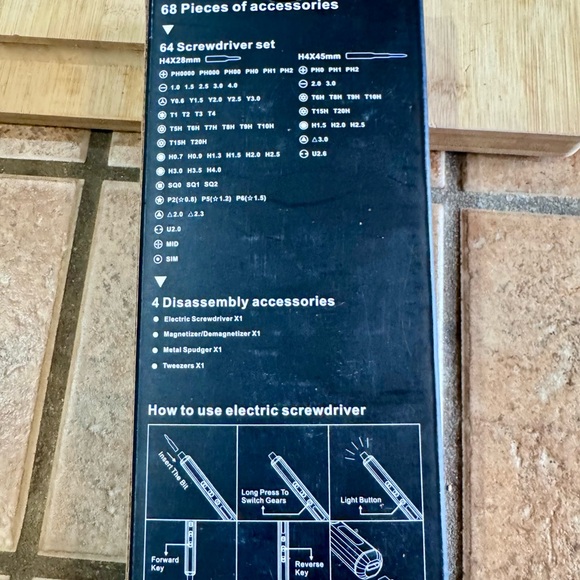 68 Pieces of accessories
64 Screwdriver set
H4X28mm
PH0000 PH000 PH00 PH0 PH1 PH2
1.0 1.5 2.5 3.0 4.0
Y0.6 Y1.5 Y2.0 Y2.5 Y3.0
T1 T2 T3 T4
T5H T6H T7H T8H T9H T10H
T15H T20H
H0.7 H0.9 H1.3 H1.5 H2.0 H2.5
H3.0 H3.5 H4.0
SQ0 SQ1 SQ2
P2(☆0.8) P5(☆1.2) P6(☆1.5)
△2.0 △2.3
U2.0
MID
SIM
H4X45mm
PH0 PH1 PH2
2.0 3.0
T6H T8H T9H T10H
T15H T20H
H1.5 H2.0 H2.5
△3.0
U2.6
4 Disassembly accessories
Electric Screwdriver X1
Magnetizer/Demagnetizer X1
Metal Spudger X1
Tweezers X1
How to use electric screwdriver
Insert The Bit
Long Press To
Switch Gears
Light Button
Forward
Key
Reverse
Key